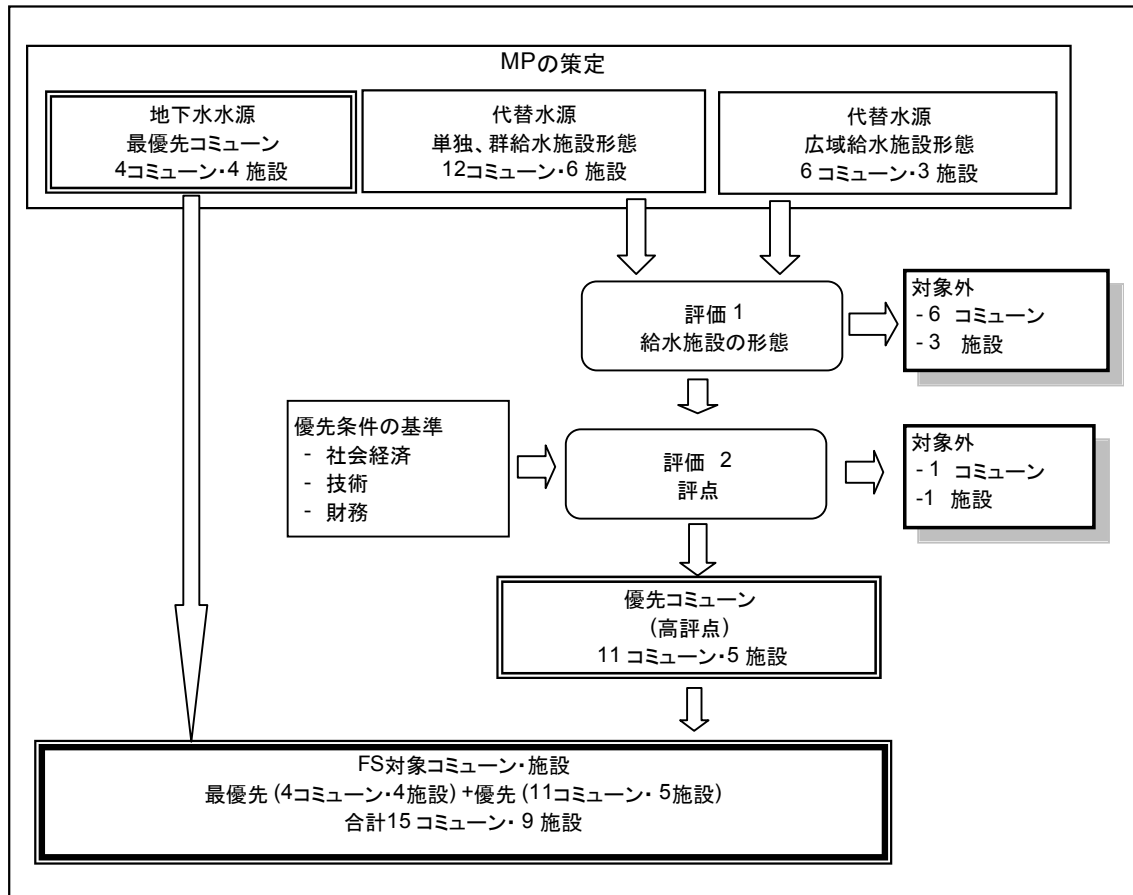 MPの策定
地下水水源
最優先コミューン
4コミューン・4 施設
代替水源
単独、群給水施設形態
12コミューン・6 施設
代替水源
広域給水施設形態
6 コミューン・3 施設
評価 1
給水施設の形態
対象外
- 6 コミューン
- 3 施設
優先条件の基準
- 社会経済
- 技術
- 財務
評価 2
評点
対象外
- 1 コミューン
-1 施設
優先コミューン
(高評点)
11 コミューン・5 施設
FS対象コミューン・施設
最優先 (4コミューン・4施設) +優先 (11コミューン・ 5施設)
合計15 コミューン・ 9 施設